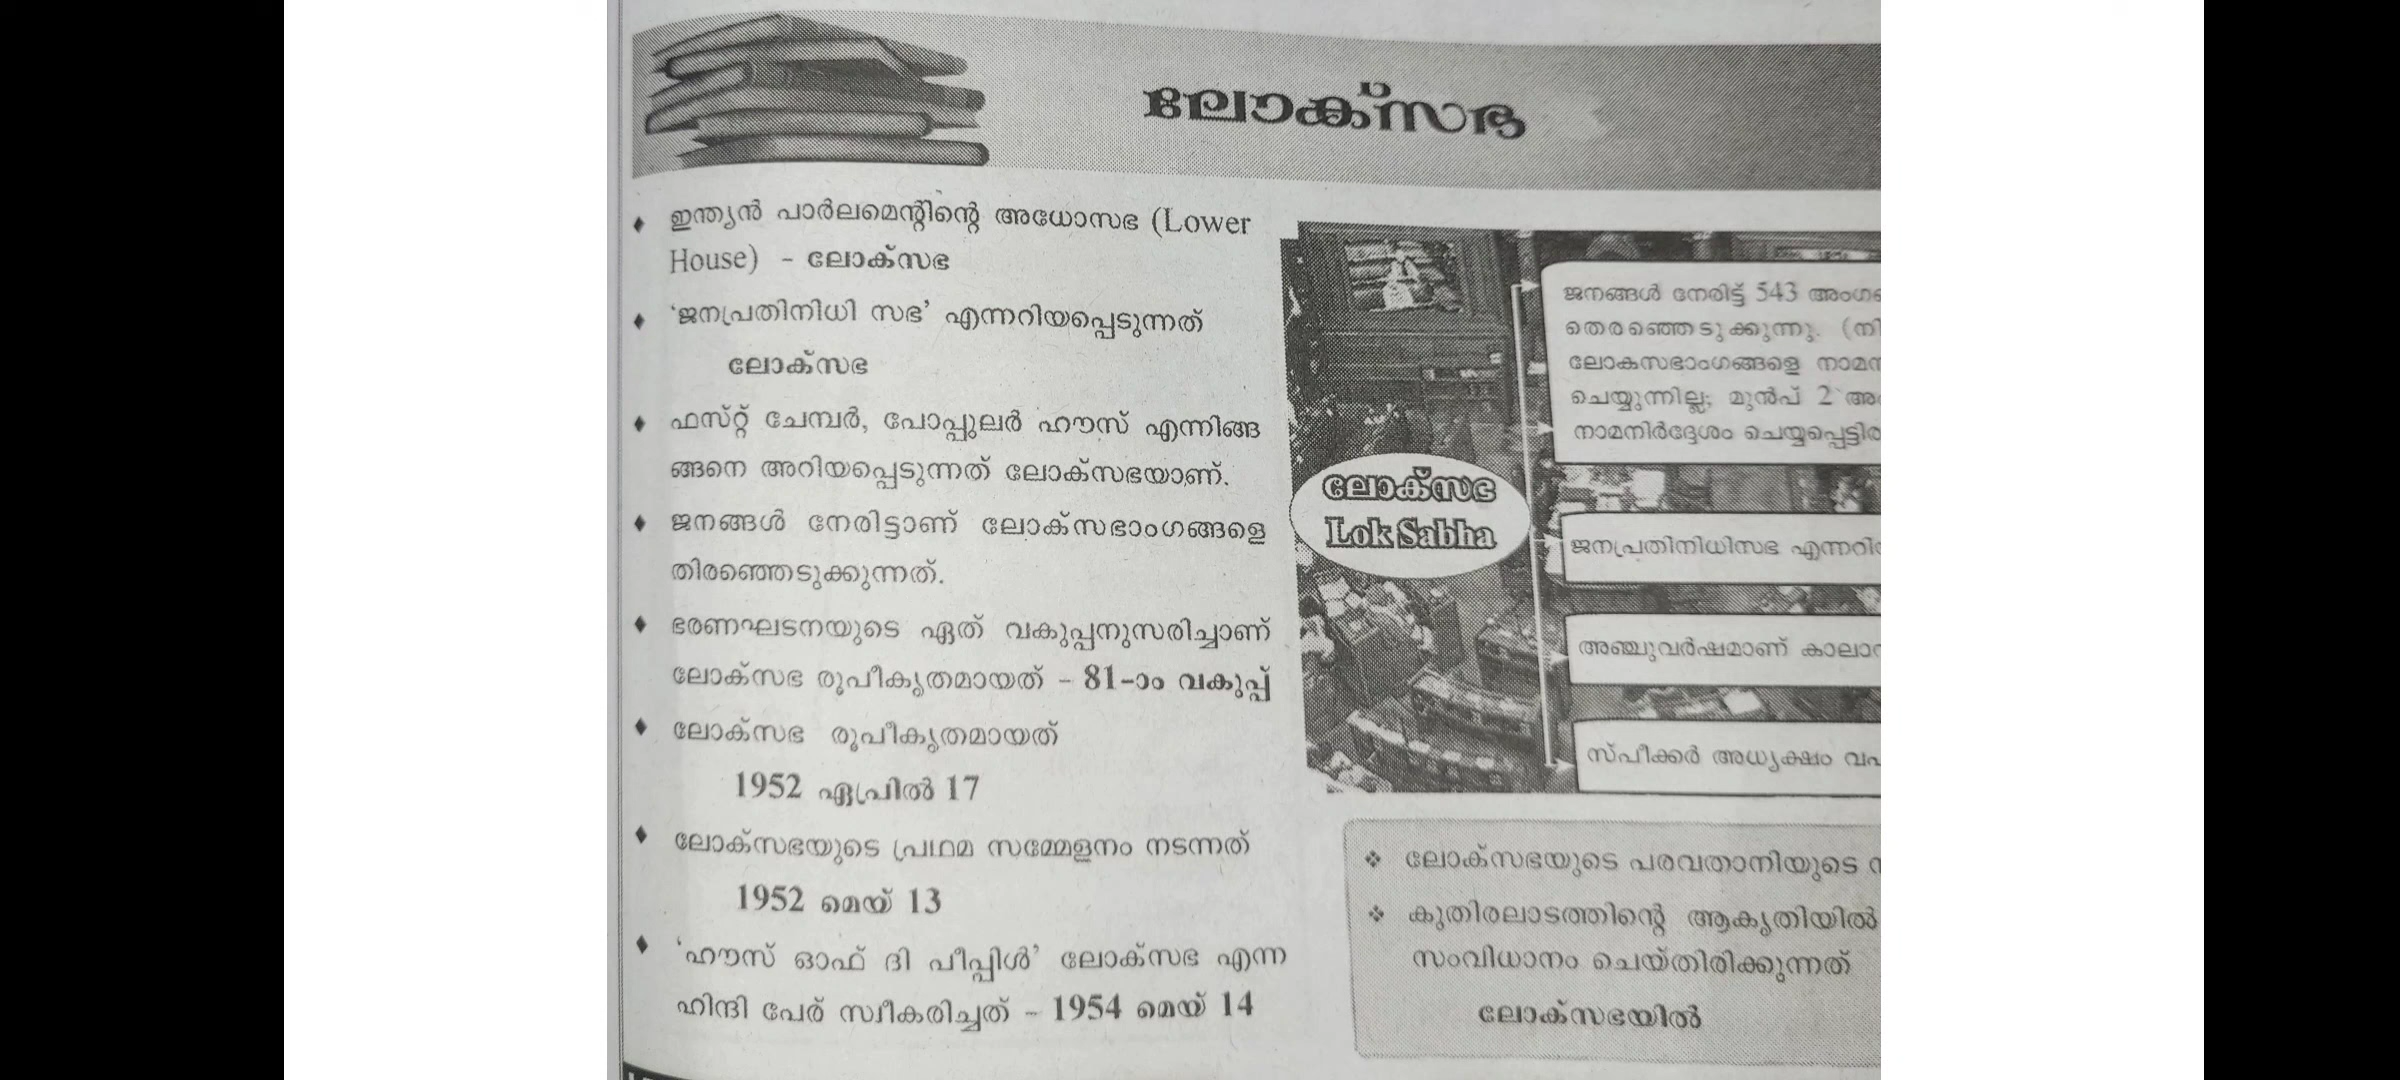 ലോക്സഭ
ഇന്ത്യൻ പാർലമെന്റിന്റെ അധോസഭ (Lower
House) - ലോക്സഭ
'ജനപ്രതിനിധി സഭ' എന്നറിയപ്പെടുന്നത്
ലോക്സഭ
ഫസ്റ്റ് ചേമ്പർ, പോപ്പുലർ ഹൗസ് എന്നിങ്ങ
ങ്ങനെ അറിയപ്പെടുന്നത് ലോക്സഭയാണ്.
ജനങ്ങൾ നേരിട്ടാണ് ലോക്സഭാംഗങ്ങളെ
തിരഞ്ഞെടുക്കുന്നത്.
ഭരണഘടനയുടെ ഏത് വകുപ്പനുസരിച്ചാണ്
ലോക്സഭ രൂപീകൃതമായത് - 81-ാം വകുപ്പ്
ലോക്സഭ രൂപീകൃതമായത്
1952 ഏപ്രിൽ 17
ലോക്സഭയുടെ പ്രഥമ സമ്മേളനം നടന്നത്
1952 മെയ് 13
'ഹൗസ് ഓഫ് ദി പീപ്പിൾ' ലോക്സഭ എന്ന
ഹിന്ദി പേര് സ്വീകരിച്ചത് - 1954 മെയ് 14
ലോക്സഭ
Lok Sabha
ജനങ്ങൾ നേരിട്ട് 543
തെരഞ്ഞെടുക്കുന്നു.
ലോകസഭാംഗങ്ങളെ
ചെയ്യുന്നില്ല; മുൻപ് 2
നാമനിർദ്ദേശം
ജനപ്രതിനിധിസഭ
അഞ്ചുവർഷമാണ്
സ്പീക്കർ അധ്യക്ഷം
ലോക്സഭയുടെ പരവതാനിയുടെ
കുതിരലാടത്തിന്റെ ആകൃതിയിൽ
സംവിധാനം ചെയ്തിരിക്കുന്നത്
ലോക്സഭയിൽ